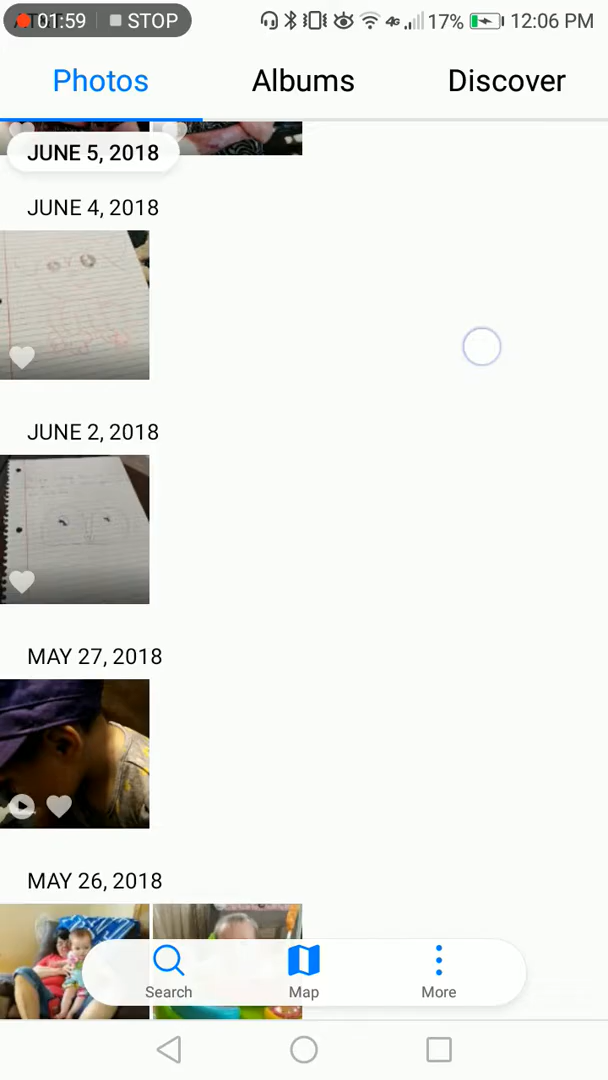 01:59 STOP 4G 17% 12:06 PM
Photos Albums Discover
JUNE 5, 2018
JUNE 4, 2018
JUNE 2, 2018
MAY 27, 2018
MAY 26, 2018
Search Map More